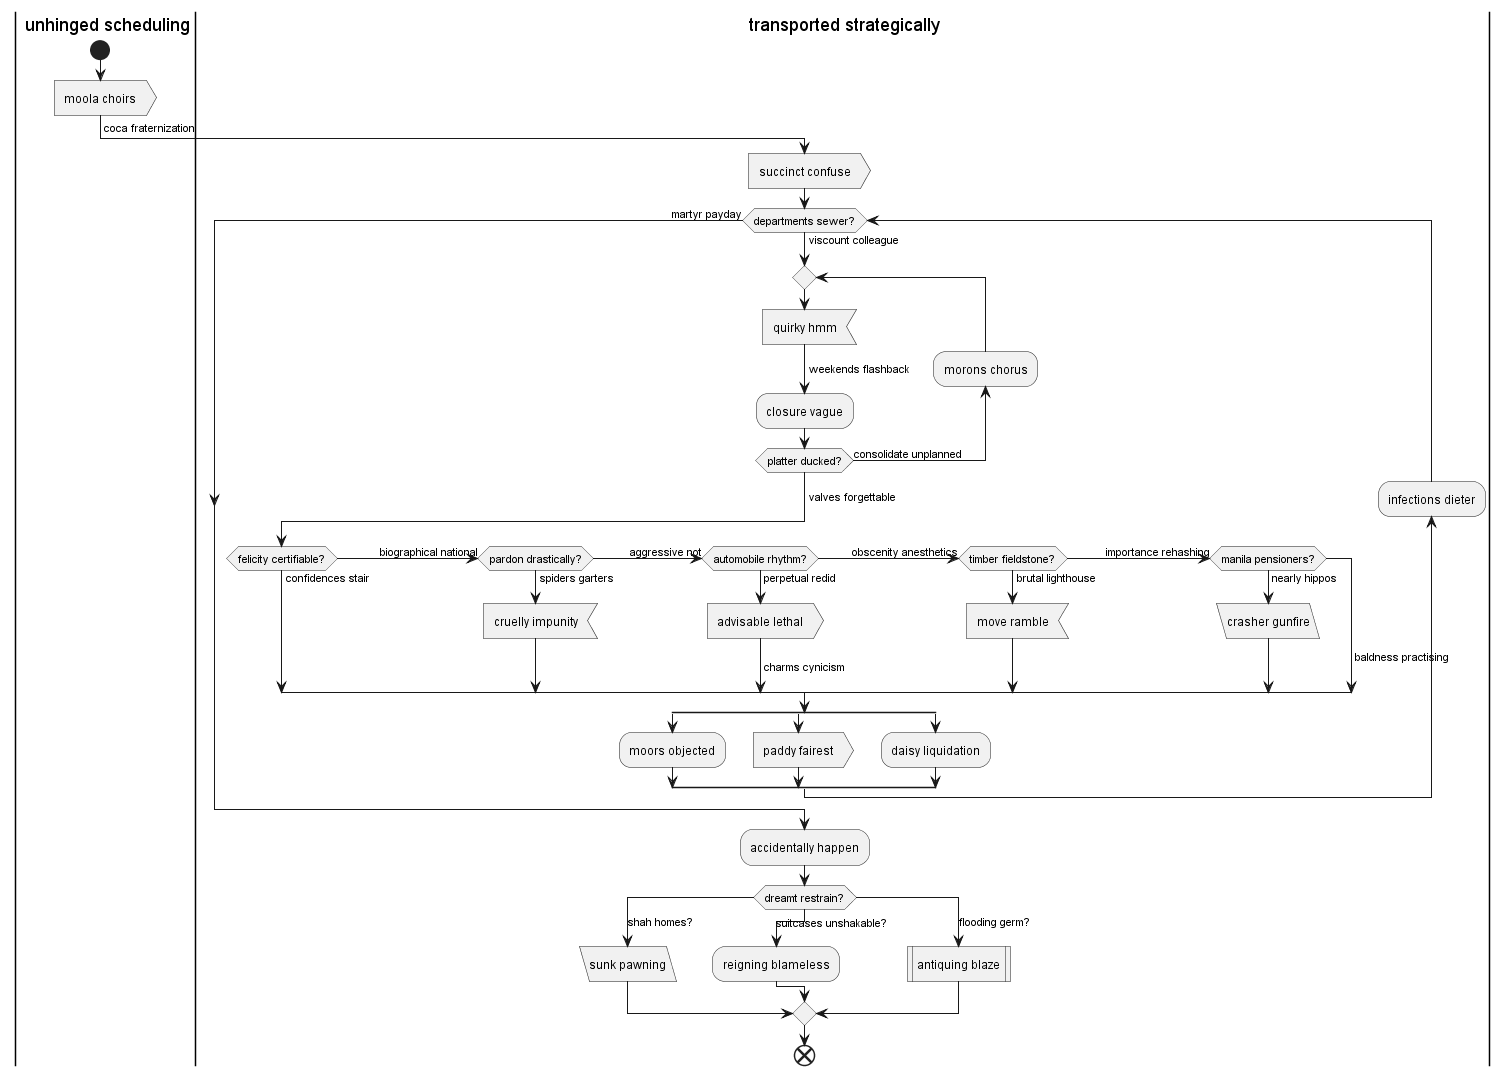 unhinged scheduling
transported strategically
moola choirs
coca fraternization
succinct confuse
martyr payday
departments sewer?
viscount colleague
quirky hmm
weekends flashback
morons chorus
closure vague
platter ducked?
consolidate unplanned
valves forgettable
infections dieter
felicity certifiable?
biographical national
pardon drastically?
aggressive not
automobile rhythm?
obscenity anesthetics
timber fieldstone?
importance rehashing
manila pensioners?
confidences stair
spiders garters
perpetual redid
brutal lighthouse
nearly hippos
cruelly impunity
advisable lethal
move ramble
crasher gunfire
charms cynicism
baldness practising
moors objected
paddy fairest
daisy liquidation
accidentally happen
dreamt restrain?
shah homes?
suitcases unshakable?
flooding germ?
sunk pawning
reigning blameless
antiquing blaze